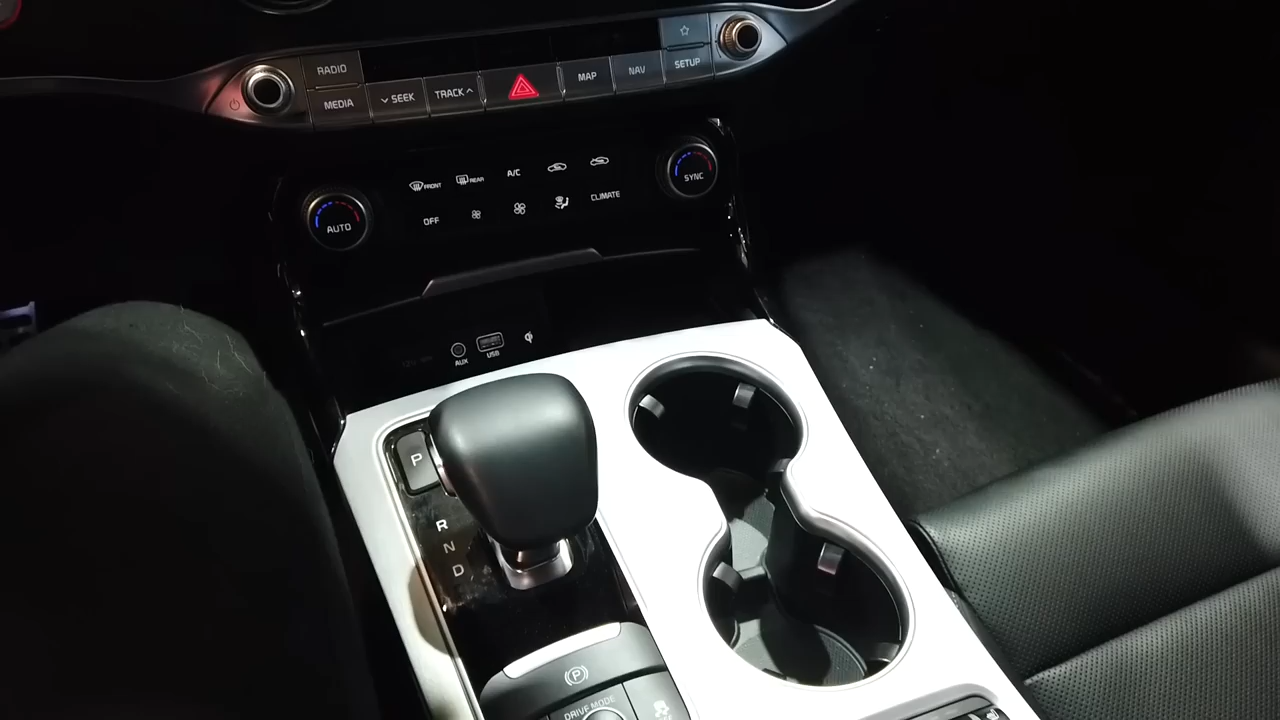 RADIO
MEDIA
SEEK
TRACK
MAP
NAV
SETUP
FRONT
REAR
A/C
AUTO
OFF
CLIMATE
SYNC
AUX
USB
P
R
N
D
P
DRIVE MODE